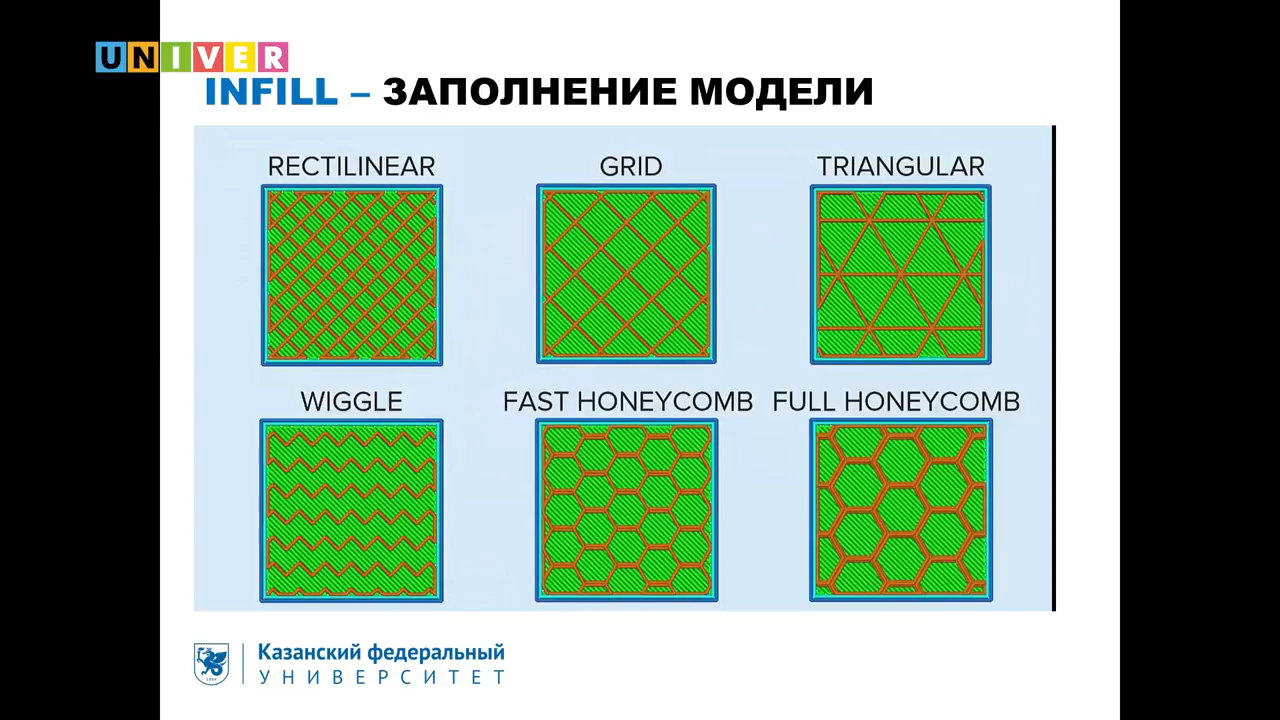 UNIVER
INFILL – ЗАПОЛНЕНИЕ МОДЕЛИ
RECTILINEAR GRID TRIANGULAR
WIGGLE FAST HONEYCOMB FULL HONEYCOMB
Казанский федеральный
УНИВЕРСИТЕТ